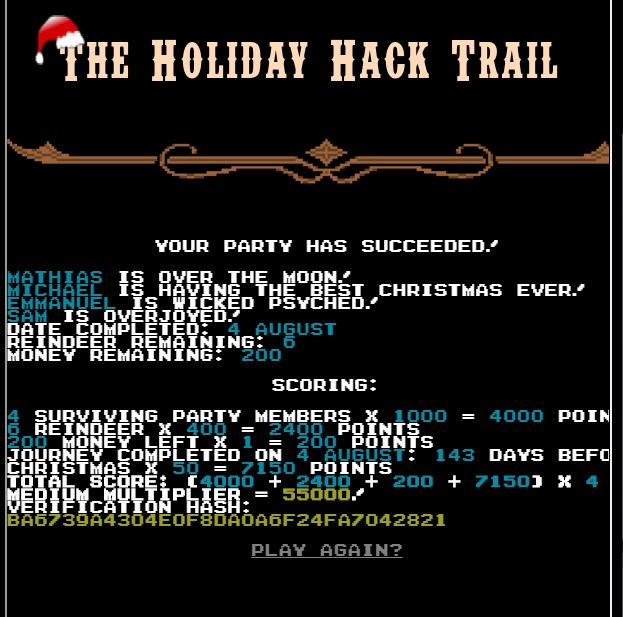 THE HOLIDAY HACK TRAIL
YOUR PARTY HAS SUCCEEDED!
MATHIAS IS OVER THE MOON!
MICHAEL IS HAVING THE BEST CHRISTMAS EVER!
EMMANUEL IS WICKED PSYCHED!
SAM IS OVERJOYED!
DATE COMPLETED: 4 AUGUST
REINDEER REMAINING: 6
MONEY REMAINING: 200
SCORING:
4 SURVIVING PARTY MEMBERS X 1000 = 4000 POIN
6 REINDEER X 400 = 2400 POINTS
200 MONEY LEFT X 1 = 200 POINTS
JOURNEY COMPLETED ON 4 AUGUST: 143 DAYS BEFO
CHRISTMAS X 50 = 7150 POINTS
TOTAL SCORE: (4000 + 2400 + 200 + 7150) X 4
MEDIUM MULTIPLIER = 55000!
VERIFICATION HASH:
BA6739A4304E0F8DA0A6F24FA7042821
PLAY AGAIN?